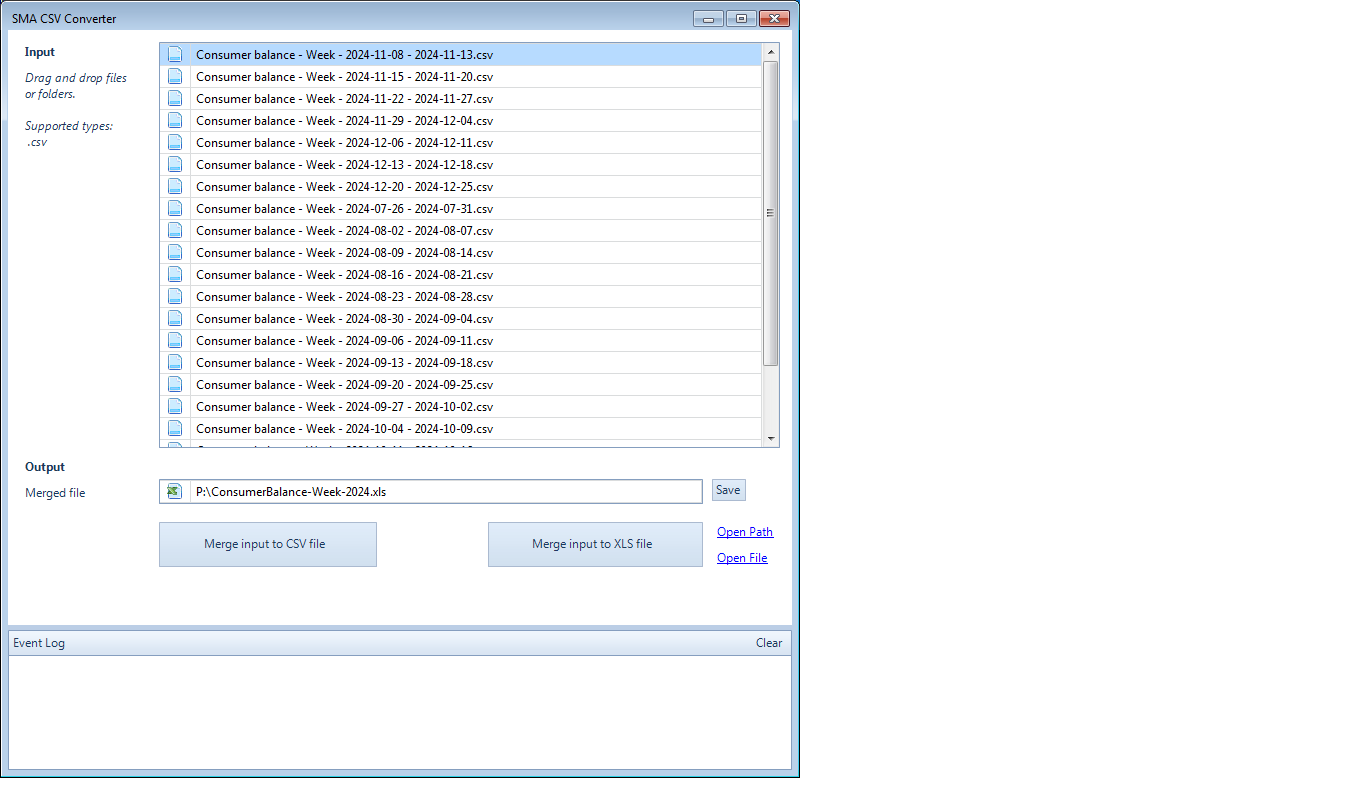 SMA CSV Converter
Input
Drag and drop files
or folders.
Supported types:
.csv
Consumer balance - Week - 2024-11-08 - 2024-11-13.csv
Consumer balance - Week - 2024-11-15 - 2024-11-20.csv
Consumer balance - Week - 2024-11-22 - 2024-11-27.csv
Consumer balance - Week - 2024-11-29 - 2024-12-04.csv
Consumer balance - Week - 2024-12-06 - 2024-12-11.csv
Consumer balance - Week - 2024-12-13 - 2024-12-18.csv
Consumer balance - Week - 2024-12-20 - 2024-12-25.csv
Consumer balance - Week - 2024-07-26 - 2024-07-31.csv
Consumer balance - Week - 2024-08-02 - 2024-08-07.csv
Consumer balance - Week - 2024-08-09 - 2024-08-14.csv
Consumer balance - Week - 2024-08-16 - 2024-08-21.csv
Consumer balance - Week - 2024-08-23 - 2024-08-28.csv
Consumer balance - Week - 2024-08-30 - 2024-09-04.csv
Consumer balance - Week - 2024-09-06 - 2024-09-11.csv
Consumer balance - Week - 2024-09-13 - 2024-09-18.csv
Consumer balance - Week - 2024-09-20 - 2024-09-25.csv
Consumer balance - Week - 2024-09-27 - 2024-10-02.csv
Consumer balance - Week - 2024-10-04 - 2024-10-09.csv
Output
Merged file
P:\ConsumerBalance-Week-2024.xls
Save
Merge input to CSV file
Merge input to XLS file
Open Path
Open File
Event Log
Clear